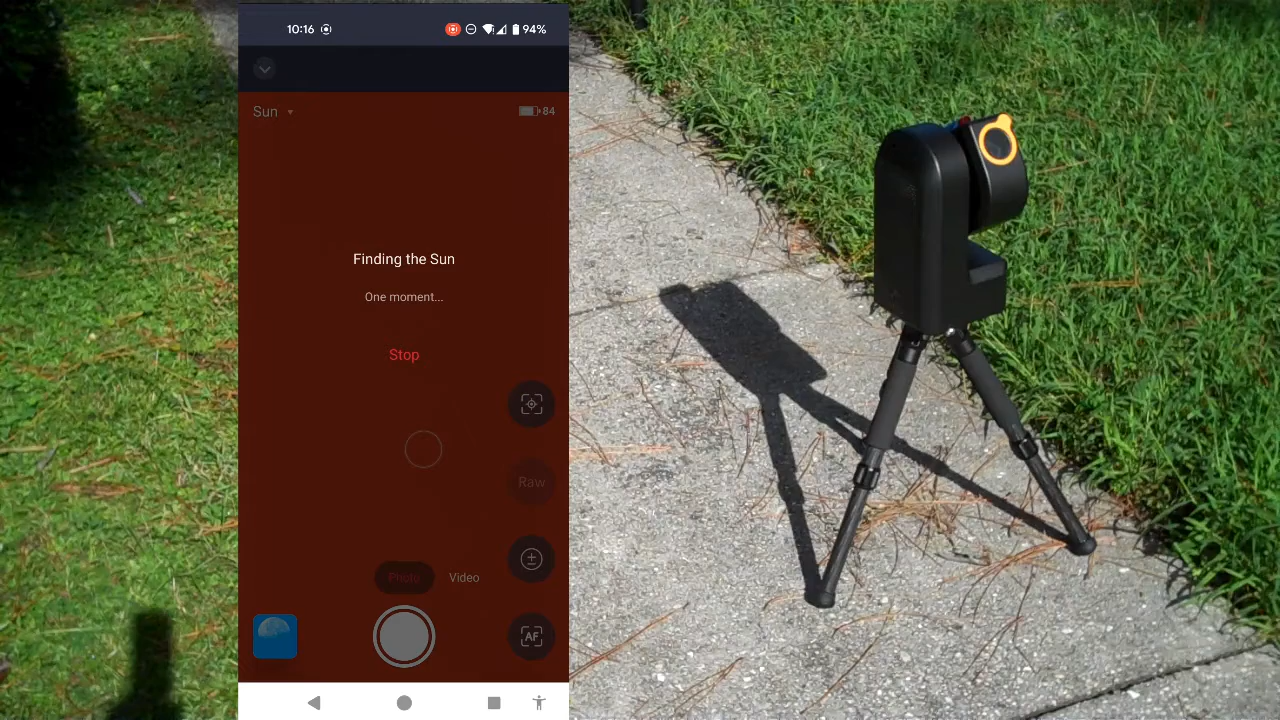 10:16
94%
Sun
84
Finding the Sun
One moment...
Stop
Raw
Photo
Video
AF